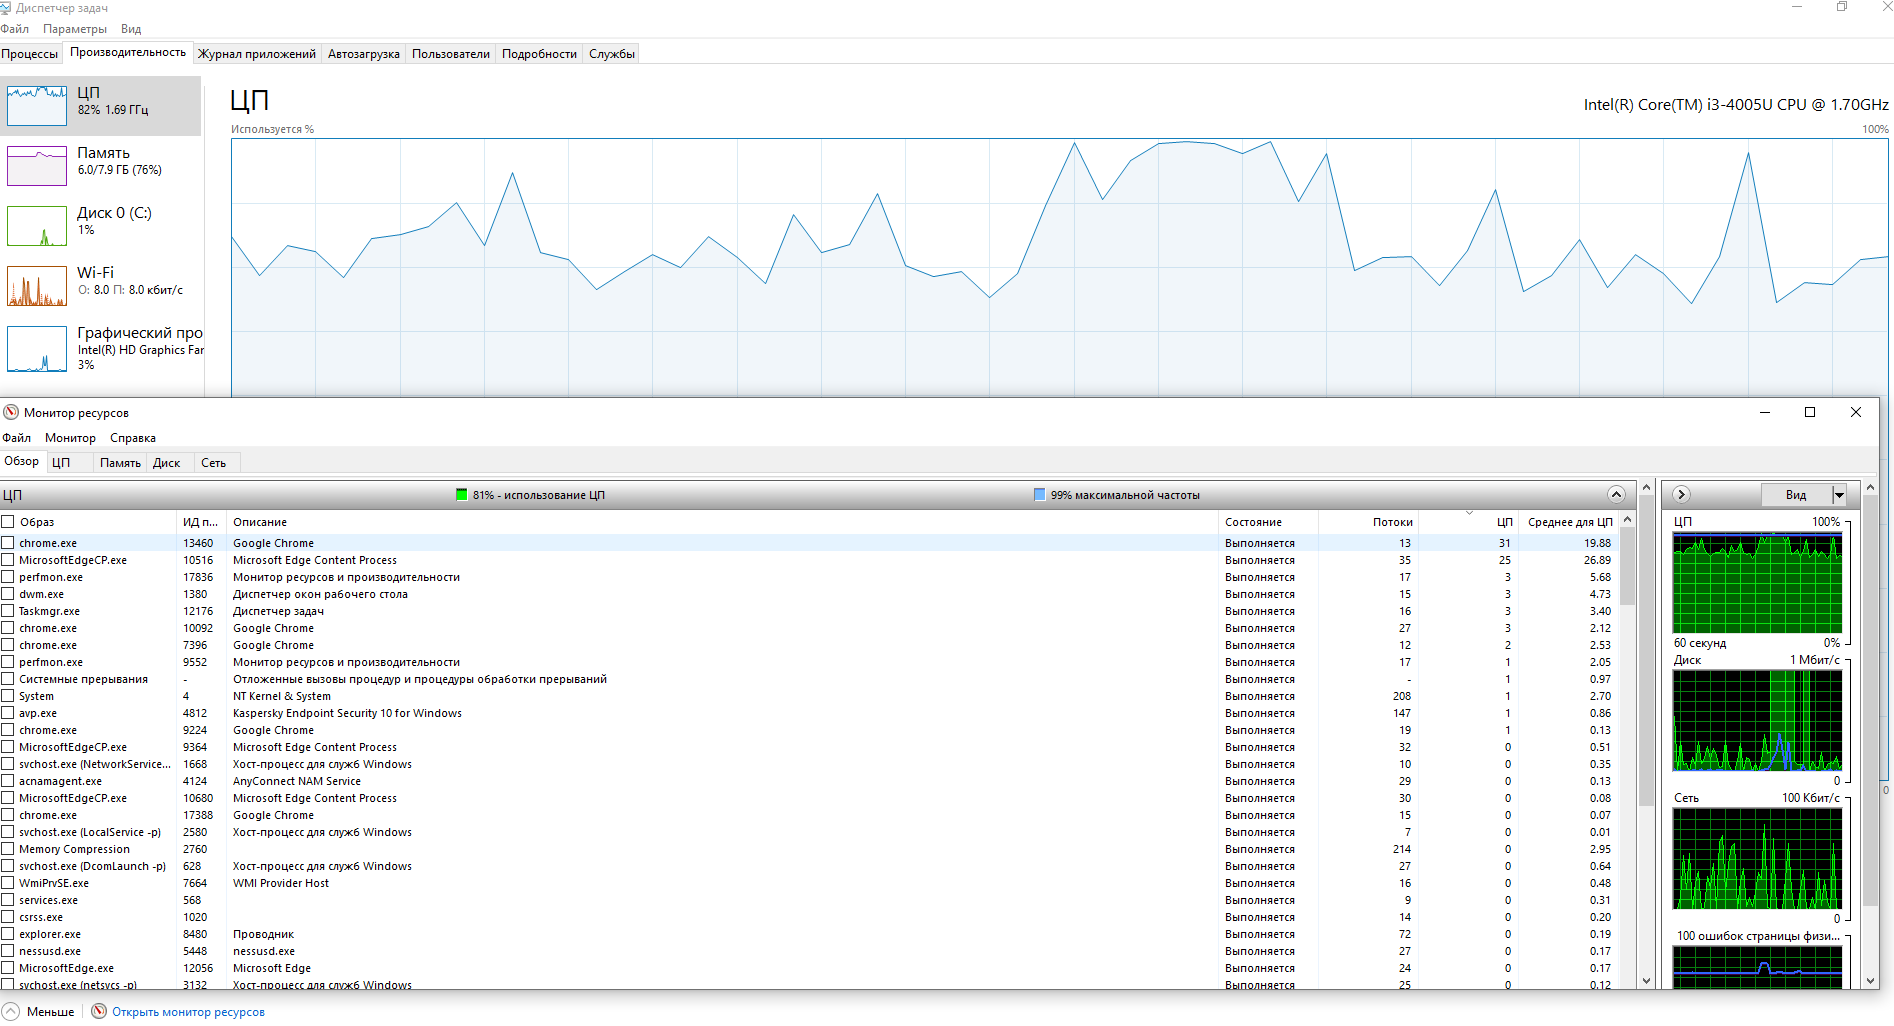 Диспетчер задач
Файл Параметры Вид
Процессы Производительность Журнал приложений Автозагрузка Пользователи Подробности Службы
ЦП
82% 1.69 ГГц
Память
6.0/7.9 ГБ (76%)
Диск 0 (C:)
1%
Wi-Fi
О: 8.0 П: 8.0 кбит/с
Графический про
Intel(R) HD Graphics Far
3%
ЦП
Intel(R) Core(TM) i3-4005U CPU @ 1.70GHz
Используется %
100%
0
Монитор ресурсов
Файл Монитор Справка
Обзор ЦП Память Диск Сеть
ЦП 81% - использование ЦП 99% максимальной частоты
Образ ИД п... Описание Состояние Потоки ЦП Среднее для ЦП
chrome.exe 13460 Google Chrome Выполняется 13 31 19.88
MicrosoftEdgeCP.exe 10516 Microsoft Edge Content Process Выполняется 35 25 26.89
perfmon.exe 17836 Монитор ресурсов и производительности Выполняется 17 3 5.68
dwm.exe 1380 Диспетчер окон рабочего стола Выполняется 15 3 4.73
Taskmgr.exe 12176 Диспетчер задач Выполняется 16 3 3.40
chrome.exe 10092 Google Chrome Выполняется 27 3 2.12
chrome.exe 7396 Google Chrome Выполняется 12 2 2.53
perfmon.exe 9552 Монитор ресурсов и производительности Выполняется 17 1 2.05
Системные прерывания - Отложенные вызовы процедур и процедуры обработки прерываний Выполняется - 1 0.97
System 4 NT Kernel & System Выполняется 208 1 2.70
avp.exe 4812 Kaspersky Endpoint Security 10 for Windows Выполняется 147 1 0.86
chrome.exe 9224 Google Chrome Выполняется 19 1 0.13
MicrosoftEdgeCP.exe 9364 Microsoft Edge Content Process Выполняется 32 0 0.51
svchost.exe (NetworkService... 1668 Хост-процесс для служб Windows Выполняется 10 0 0.35
acnamagent.exe 4124 AnyConnect NAM Service Выполняется 29 0 0.13
MicrosoftEdgeCP.exe 10680 Microsoft Edge Content Process Выполняется 30 0 0.08
chrome.exe 17388 Google Chrome Выполняется 15 0 0.07
svchost.exe (LocalService -p) 2580 Хост-процесс для служб Windows Выполняется 7 0 0.01
Memory Compression 2760 Выполняется 214 0 2.95
svchost.exe (DcomLaunch -p) 628 Хост-процесс для служб Windows Выполняется 27 0 0.64
WmiPrvSE.exe 7664 WMI Provider Host Выполняется 16 0 0.48
services.exe 568 Выполняется 9 0 0.31
csrss.exe 1020 Выполняется 14 0 0.20
explorer.exe 8480 Проводник Выполняется 72 0 0.19
nessusd.exe 5448 nessusd.exe Выполняется 27 0 0.17
MicrosoftEdge.exe 12056 Microsoft Edge Выполняется 24 0 0.17
svchost.exe (netsvcs -p) 3132 Хост-процесс для служб Windows Выполняется 25 0 0.12
Вид
ЦП 100%
60 секунд 0%
Диск 1 Мбит/с
0
Сеть 100 Кбит/с
0
100 ошибок страницы физи...
Меньше Открыть монитор ресурсов